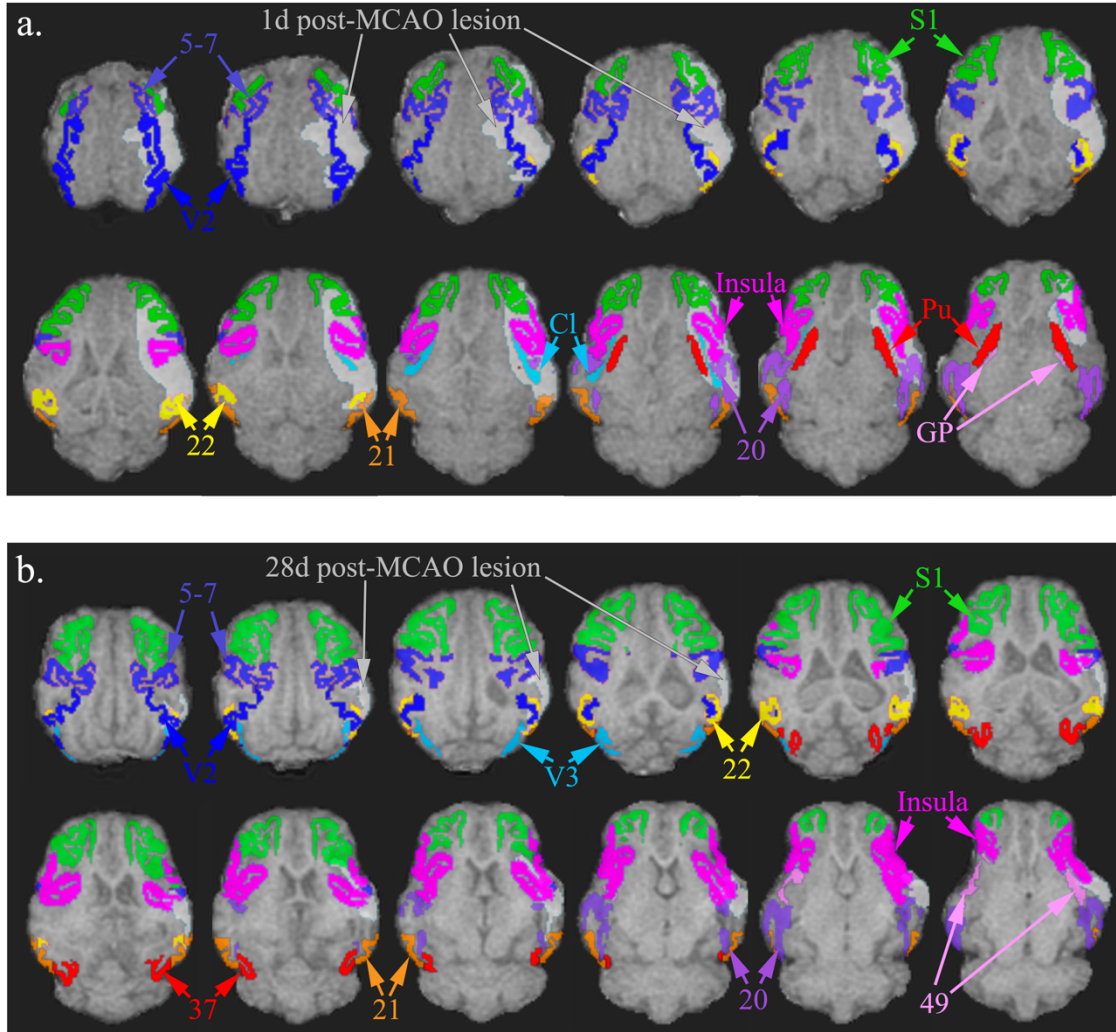 a.
1d post-MCAO lesion
S1
5-7
V2
Insula
Cl
Pu
22
21
20
GP
b.
28d post-MCAO lesion
S1
5-7
V2
V3
22
Insula
37
21
20
49